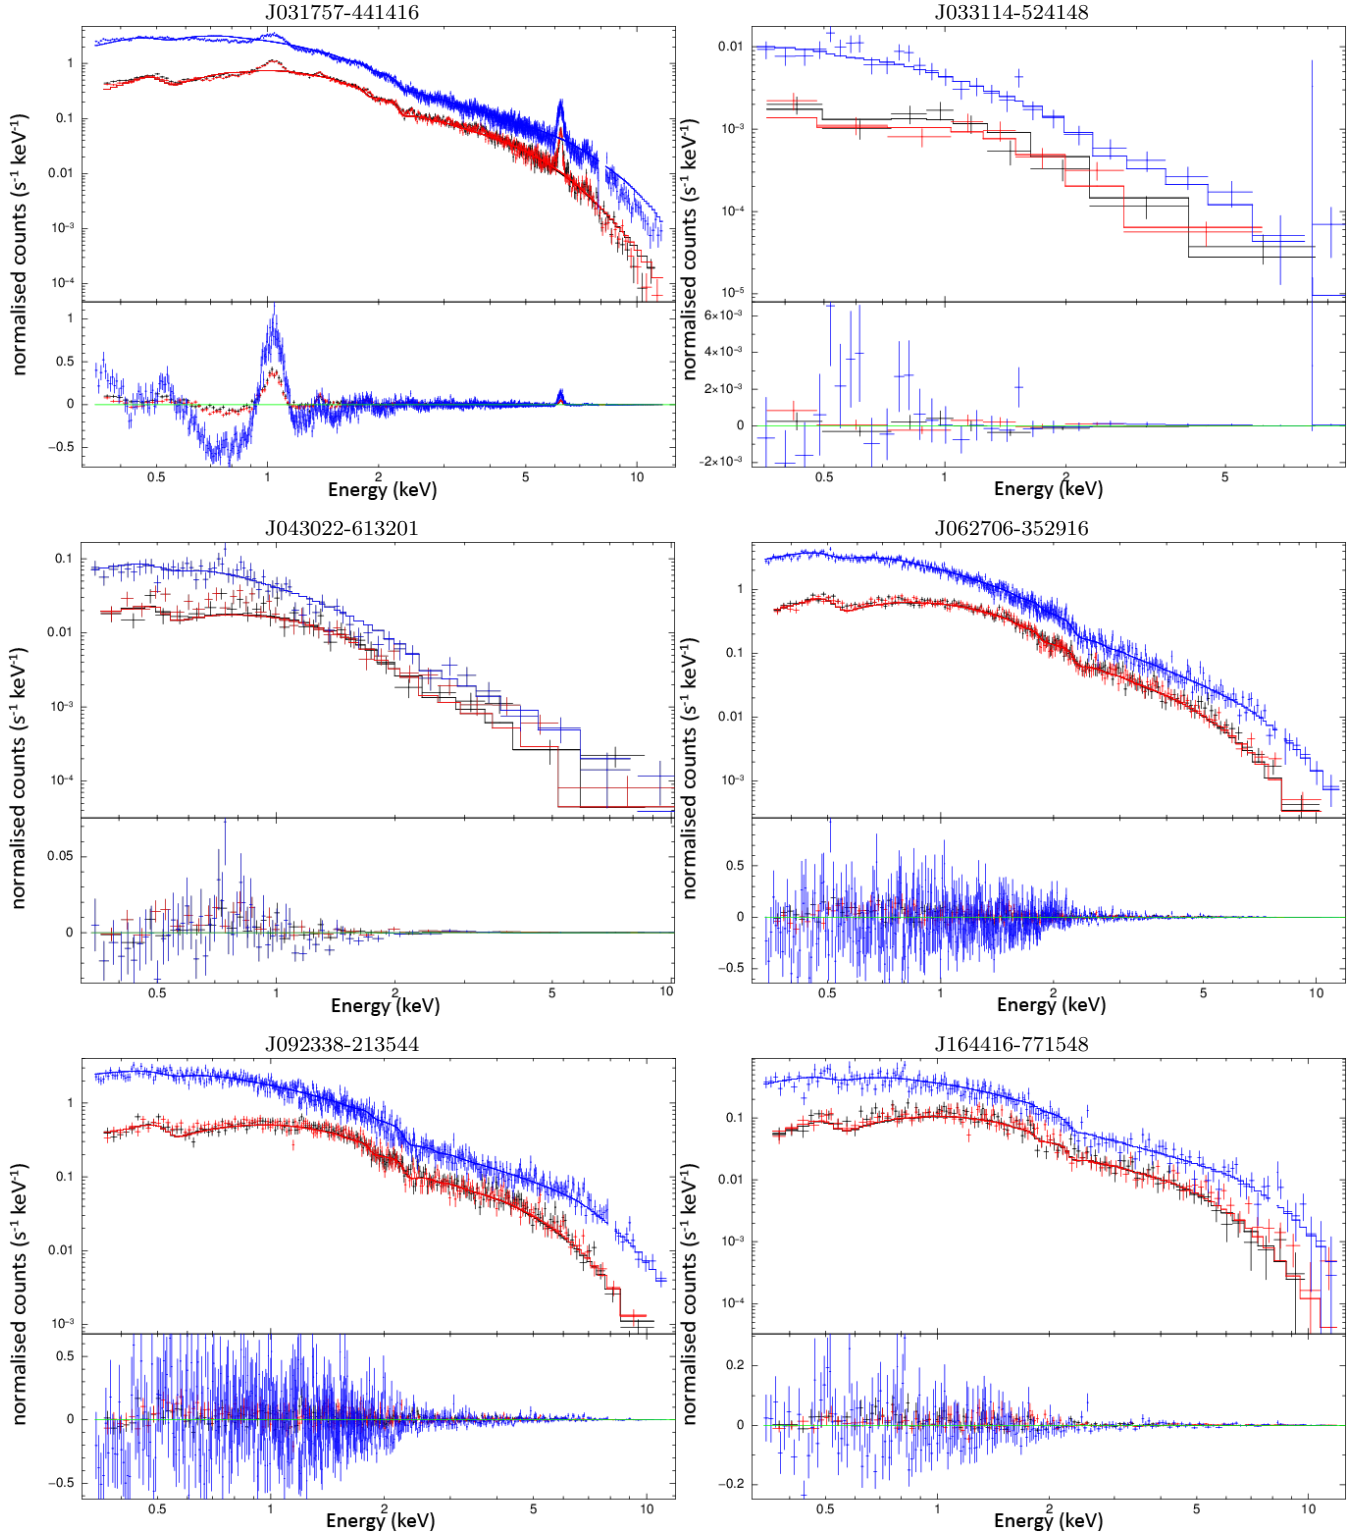 J031757-441416
normalised counts (s⁻¹ keV⁻¹)
1
0.1
0.01
10⁻³
10⁻⁴
1
0.5
0
−0.5
0.5 1 2 5 10
Energy (keV)
J033114-524148
normalised counts (s⁻¹ keV⁻¹)
0.01
10⁻³
10⁻⁴
10⁻⁵
6×10⁻³
4×10⁻³
2×10⁻³
0
−2×10⁻³
0.5 1 2 5
Energy (keV)
J043022-613201
normalised counts (s⁻¹ keV⁻¹)
0.1
0.01
10⁻³
10⁻⁴
0.05
0
0.5 1 2 5 10
Energy (keV)
J062706-352916
normalised counts (s⁻¹ keV⁻¹)
1
0.1
0.01
10⁻³
0.5
0
−0.5
0.5 1 2 5 10
Energy (keV)
J092338-213544
normalised counts (s⁻¹ keV⁻¹)
1
0.1
0.01
10⁻³
0.5
0
−0.5
0.5 1 2 5 10
Energy (keV)
J164416-771548
normalised counts (s⁻¹ keV⁻¹)
0.1
0.01
10⁻³
10⁻⁴
0.2
0
−0.2
0.5 1 2 5 10
Energy (keV)